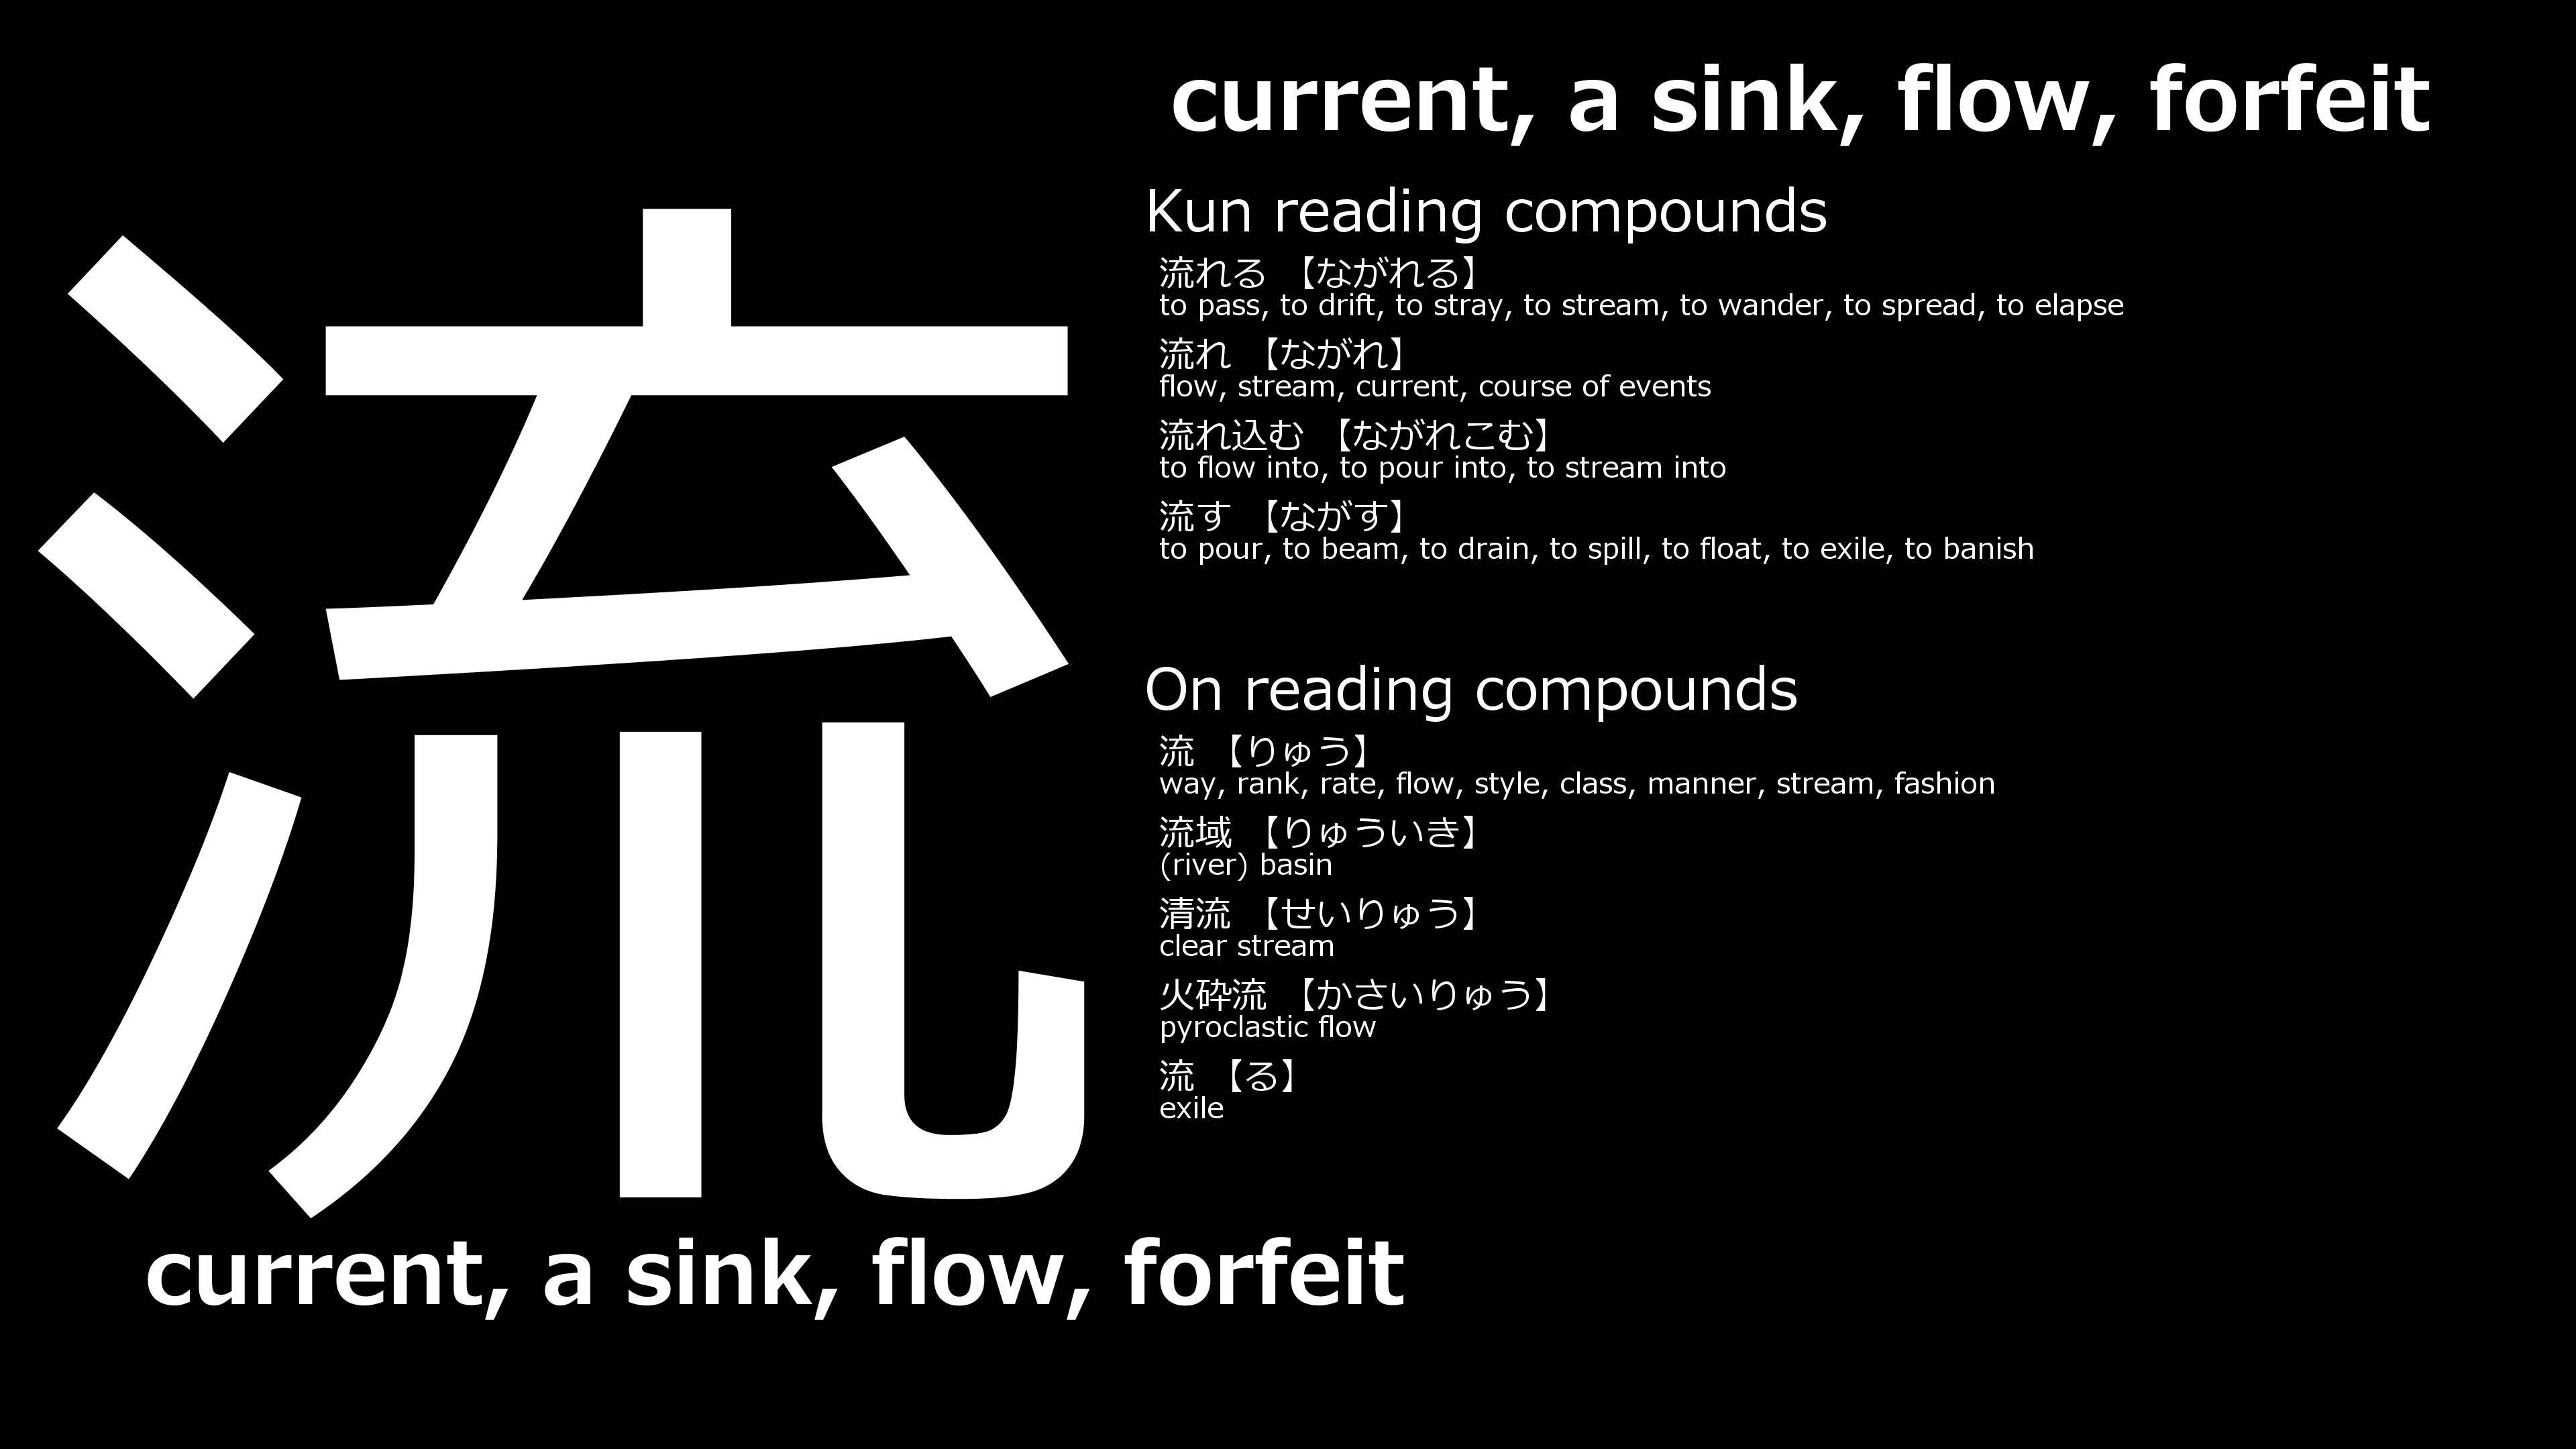 流
current, a sink, flow, forfeit
current, a sink, flow, forfeit
Kun reading compounds
流れる 【ながれる】
to pass, to drift, to stray, to stream, to wander, to spread, to elapse
流れ 【ながれ】
flow, stream, current, course of events
流れ込む 【ながれこむ】
to flow into, to pour into, to stream into
流す 【ながす】
to pour, to beam, to drain, to spill, to float, to exile, to banish
On reading compounds
流 【りゅう】
way, rank, rate, flow, style, class, manner, stream, fashion
流域 【りゅういき】
(river) basin
清流 【せいりゅう】
clear stream
火砕流 【かさいりゅう】
pyroclastic flow
流 【る】
exile